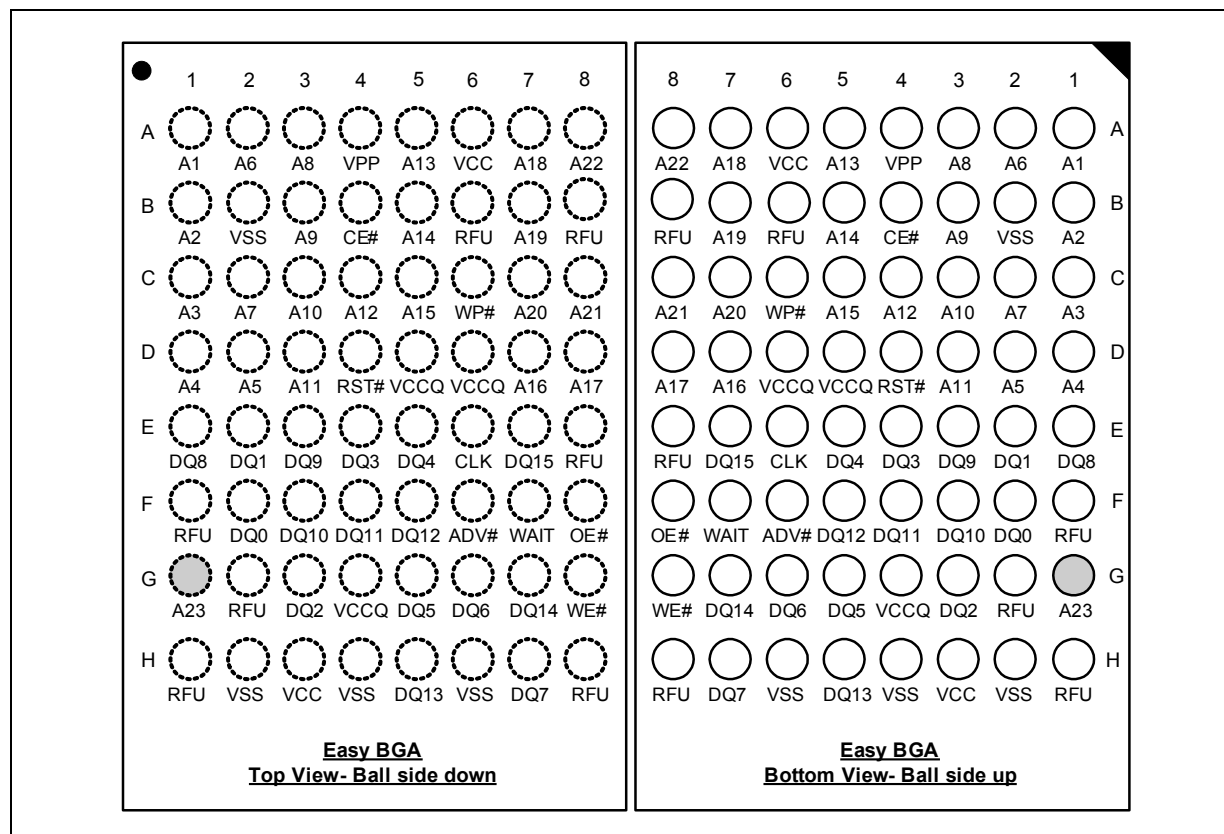 1 2 3 4 5 6 7 8 8 7 6 5 4 3 2 1
A A
A1 A6 A8 VPP A13 VCC A18 A22 A22 A18 VCC A13 VPP A8 A6 A1
B B
A2 VSS A9 CE# A14 RFU A19 RFU RFU A19 RFU A14 CE# A9 VSS A2
C C
A3 A7 A10 A12 A15 WP# A20 A21 A21 A20 WP# A15 A12 A10 A7 A3
D D
A4 A5 A11 RST# VCCQ VCCQ A16 A17 A17 A16 VCCQ VCCQ RST# A11 A5 A4
E E
DQ8 DQ1 DQ9 DQ3 DQ4 CLK DQ15 RFU RFU DQ15 CLK DQ4 DQ3 DQ9 DQ1 DQ8
F F
RFU DQ0 DQ10 DQ11 DQ12 ADV# WAIT OE# OE# WAIT ADV# DQ12 DQ11 DQ10 DQ0 RFU
G G
A23 RFU DQ2 VCCQ DQ5 DQ6 DQ14 WE# WE# DQ14 DQ6 DQ5 VCCQ DQ2 RFU A23
H H
RFU VSS VCC VSS DQ13 VSS DQ7 RFU RFU DQ7 VSS DQ13 VSS VCC VSS RFU
Easy BGA Easy BGA
Top View- Ball side down Bottom View- Ball side up